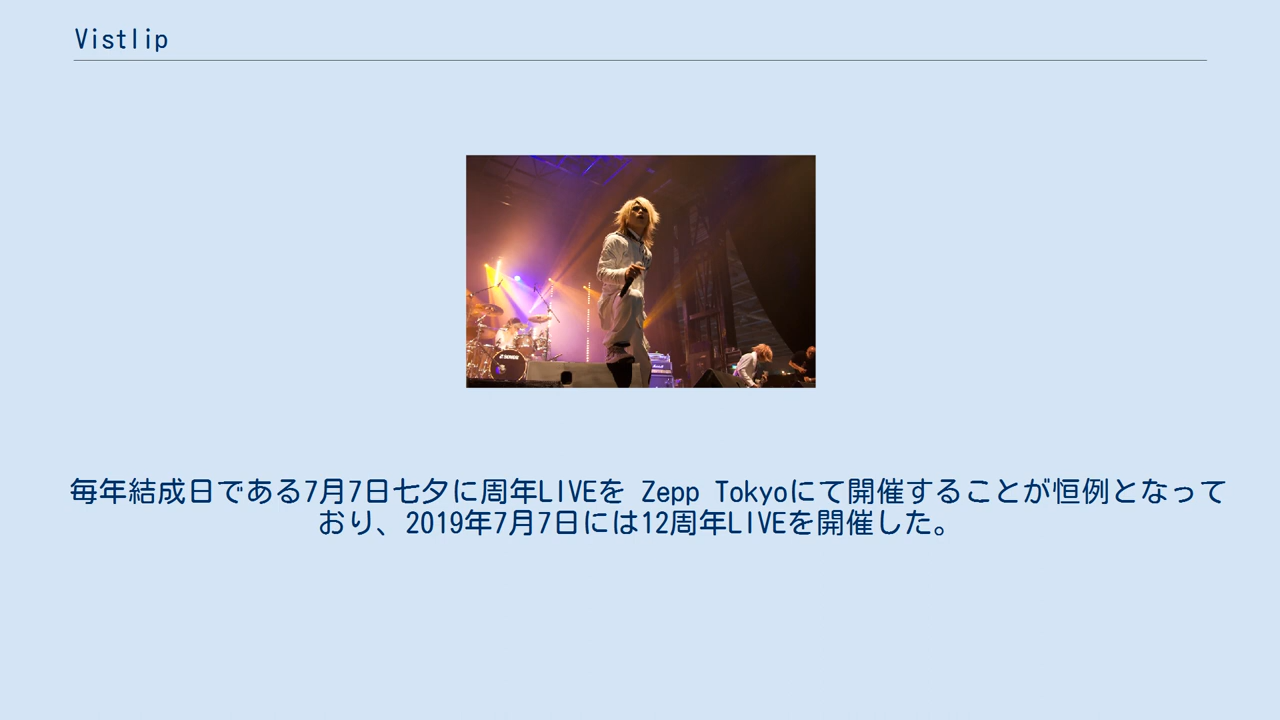 Vistlip
毎年結成日である7月7日七夕に周年LIVEを Zepp Tokyoにて開催することが恒例となって
おり、2019年7月7日には12周年LIVEを開催した。